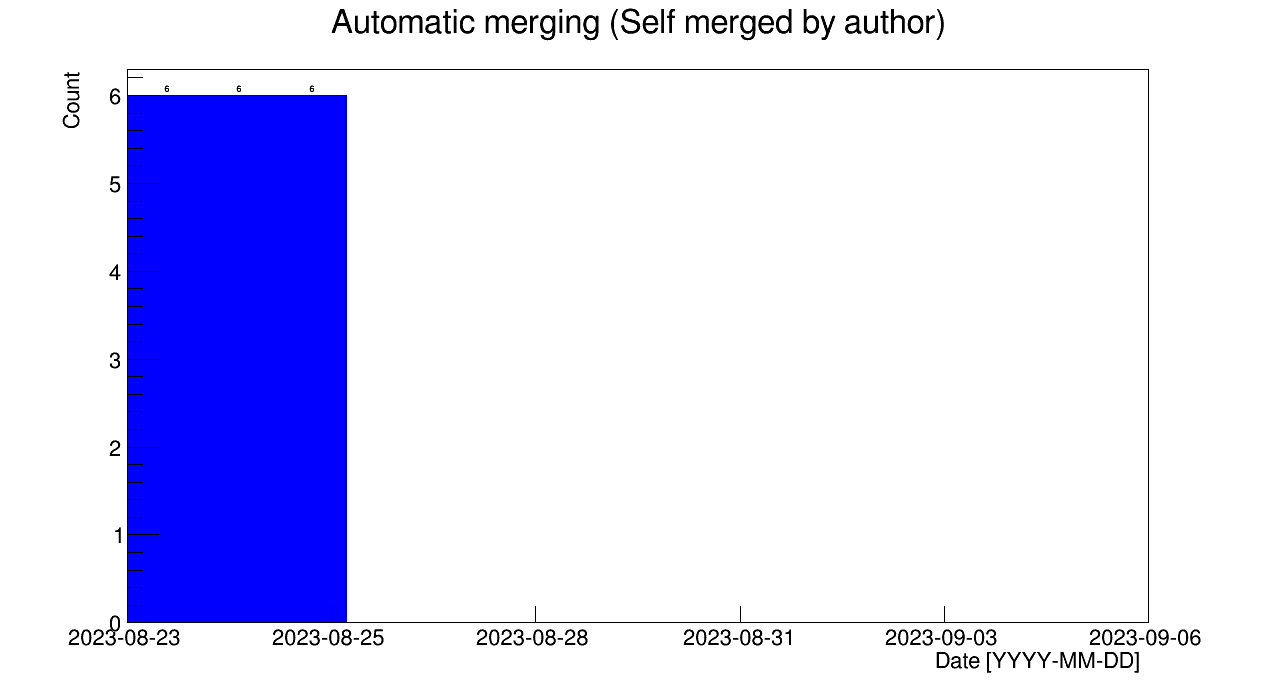 Automatic merging (Self merged by author)
Count
6 6 6
6
5
4
3
2
1
0
2023-08-23 2023-08-25 2023-08-28 2023-08-31 2023-09-03 2023-09-06
Date [YYYY-MM-DD]